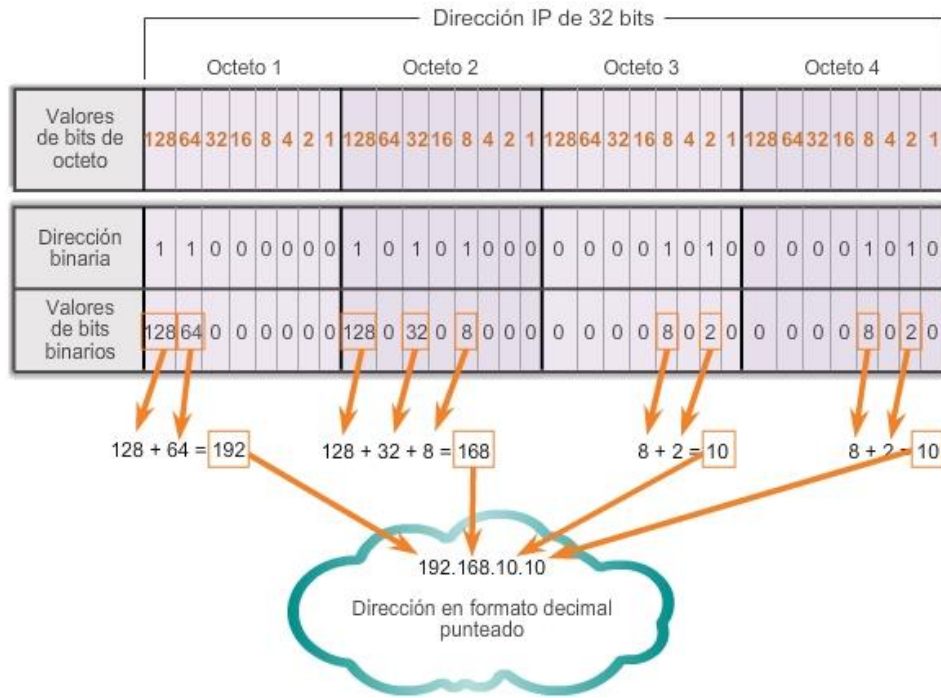 Dirección IP de 32 bits
Octeto 1 Octeto 2 Octeto 3 Octeto 4
Valores
de bits de
octeto
128 64 32 16 8 4 2 1 128 64 32 16 8 4 2 1 128 64 32 16 8 4 2 1 128 64 32 16 8 4 2 1
Dirección
binaria
1 1 0 0 0 0 0 0 1 0 1 0 1 0 0 0 0 0 0 0 1 0 1 0 0 0 0 0 1 0 1 0
Valores
de bits
binarios
128 64 0 0 0 0 0 0 128 0 32 0 8 0 0 0 0 0 0 0 8 0 2 0 0 0 0 0 8 0 2 0
128 + 64 = 192 128 + 32 + 8 = 168 8 + 2 = 10 8 + 2 = 10
192.168.10.10
Dirección en formato decimal
punteado